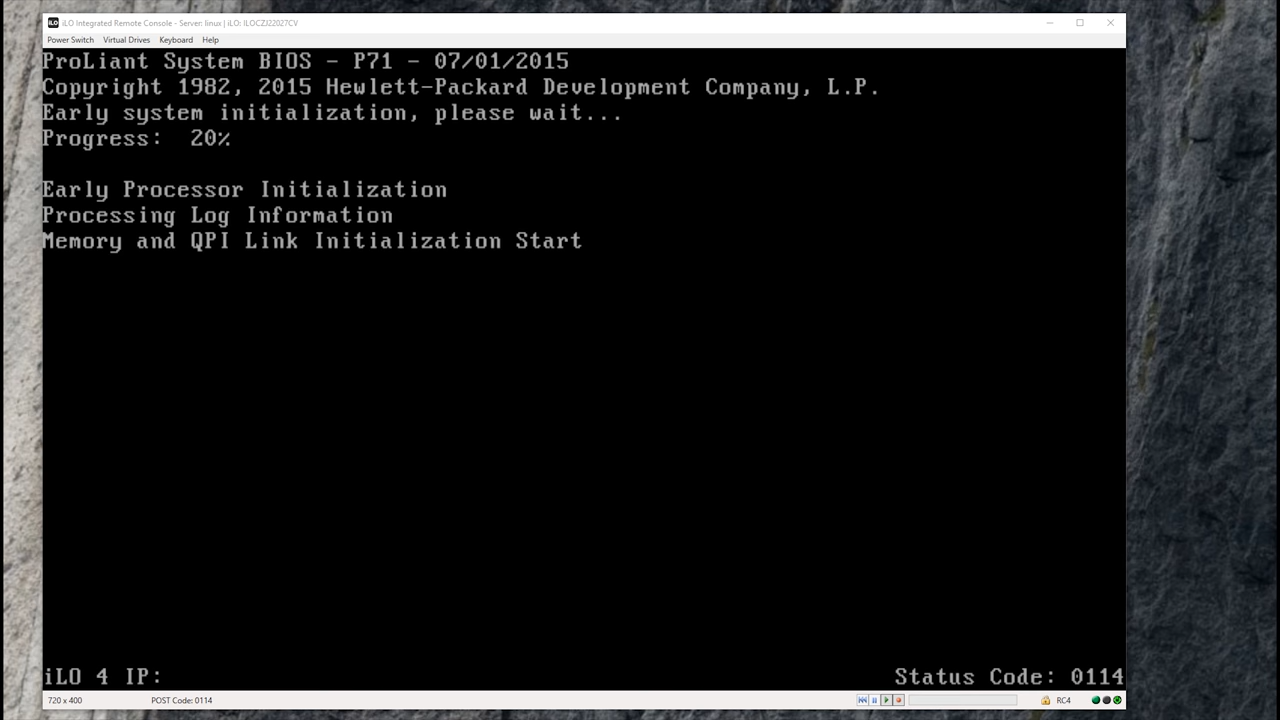 iLO Integrated Remote Console - Server: linux | iLO: ILOCZJ22027CV
Power Switch Virtual Drives Keyboard Help
ProLiant System BIOS - P71 - 07/01/2015
Copyright 1982, 2015 Hewlett-Packard Development Company, L.P.
Early system initialization, please wait...
Progress: 20%
Early Processor Initialization
Processing Log Information
Memory and QPI Link Initialization Start
iLO 4 IP: Status Code: 0114
720 x 400 POST Code: 0114 RC4